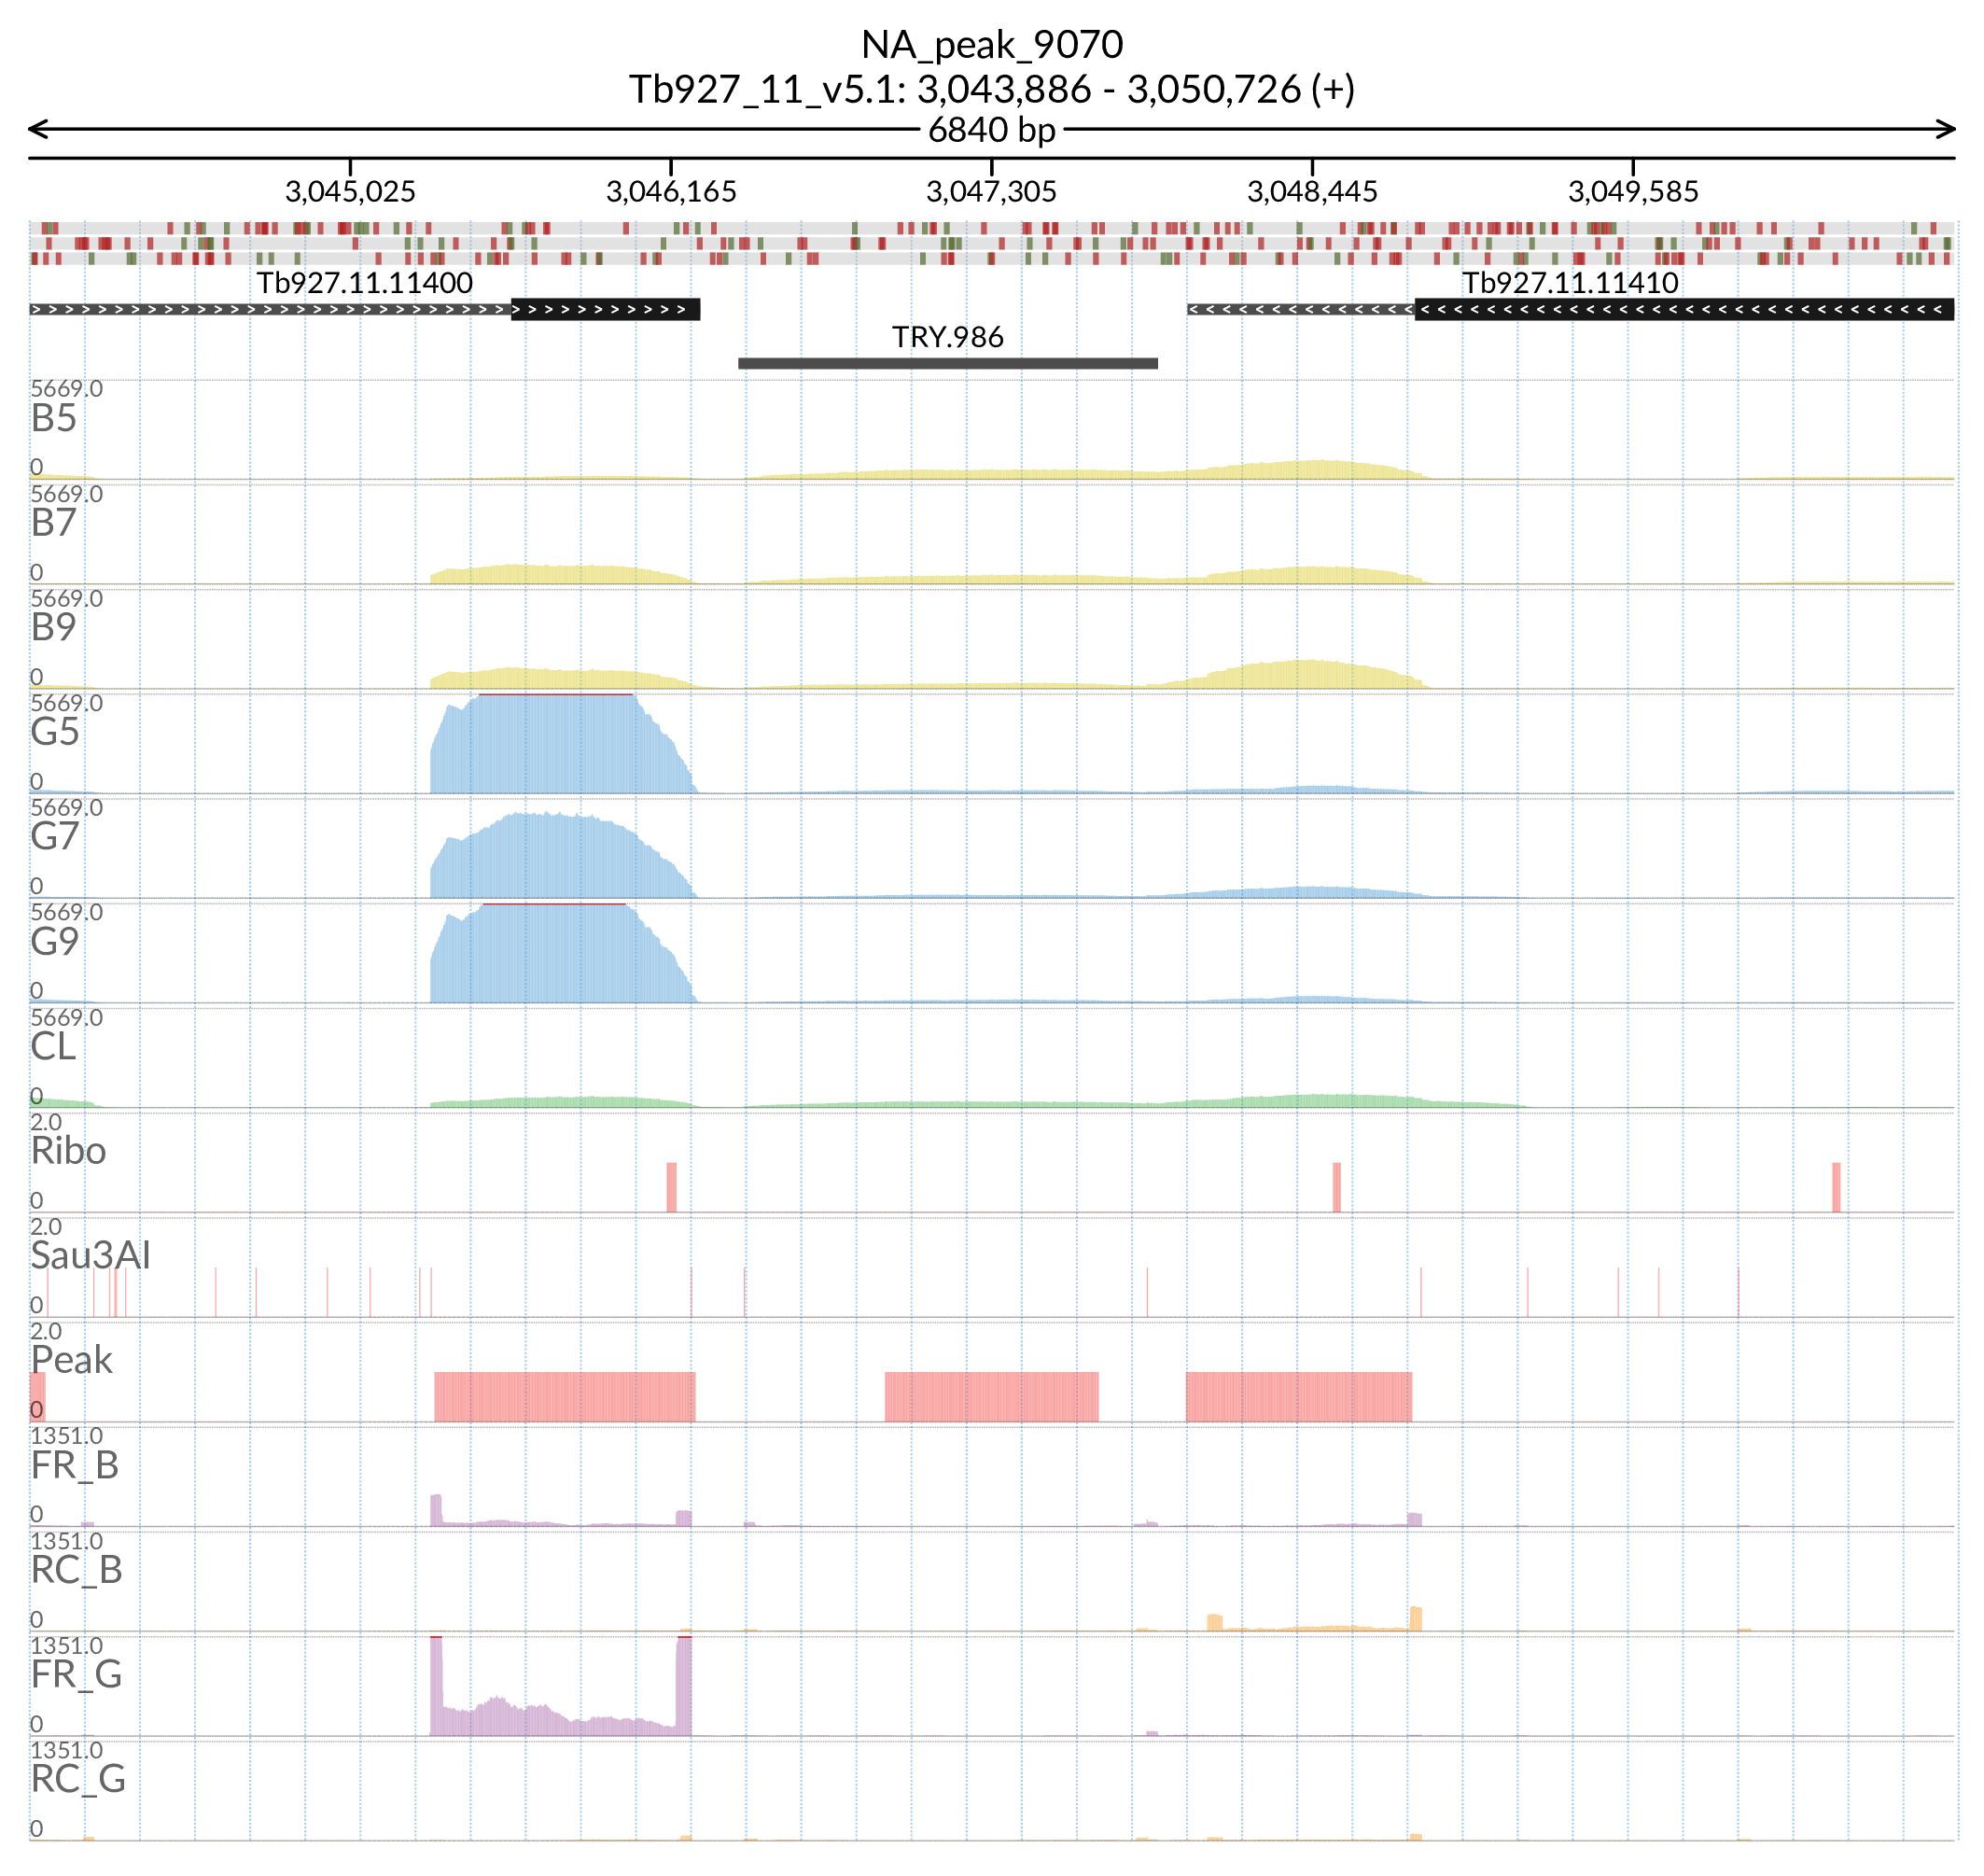 NA_peak_9070
Tb927_11_v5.1: 3,043,886 - 3,050,726 (+)
6840 bp
3,045,025 3,046,165 3,047,305 3,048,445 3,049,585
Tb927.11.11400 Tb927.11.11410
TRY.986
5669.0
B5
0
5669.0
B7
0
5669.0
B9
0
5669.0
G5
0
5669.0
G7
0
5669.0
G9
0
5669.0
CL
0
2.0
Ribo
0
2.0
Sau3AI
0
2.0
Peak
0
1351.0
FR_B
0
1351.0
RC_B
0
1351.0
FR_G
0
1351.0
RC_G
0